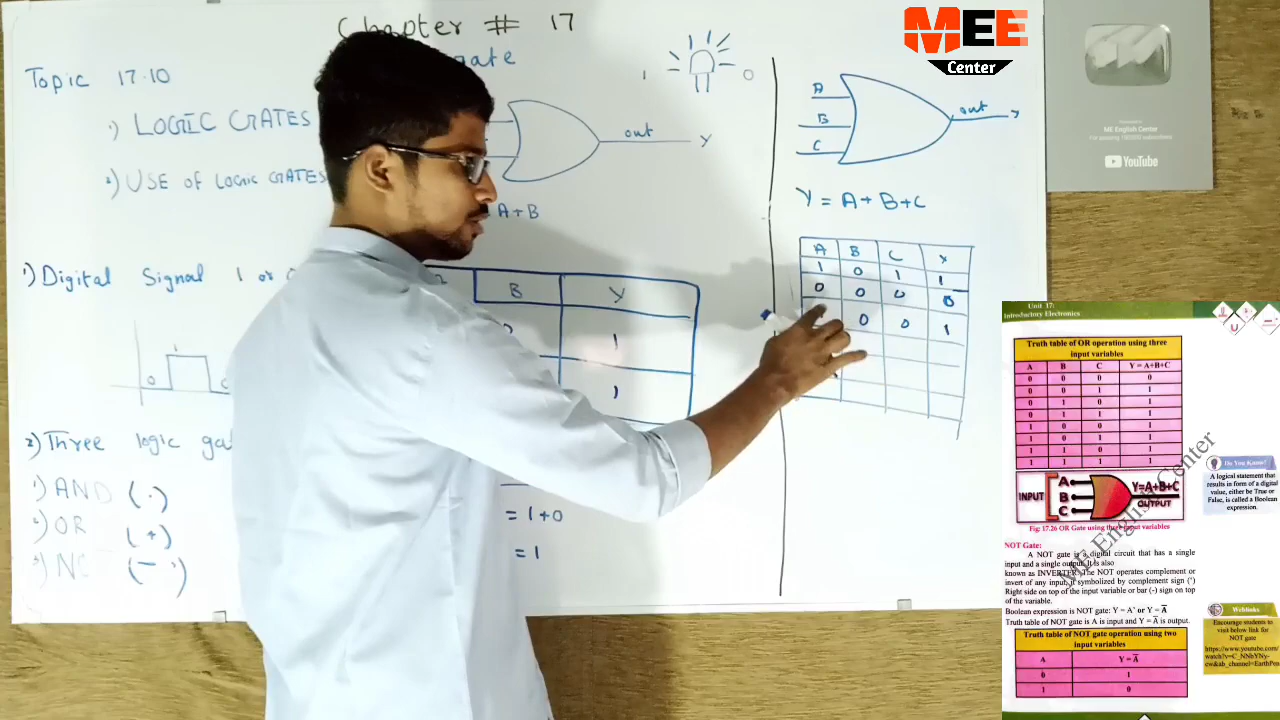 Chapter # 17
gate
Topic 17.10
1) LOGIC GATES
2) USE OF LOGIC GATES
1) Digital Signal 1 or
1
0
2) Three logic ga
1) AND (.)
2) OR (+)
(–')
out
Y
A+B
B Y
1
1
= 1+0
= 1
1 0
A
B
C
out
Y
Y = A+B+C
A B C Y
1 0 1 1
0 0 0 0
0 0 1
MEE
Center
ME English Center
YouTube
Unit 17:
Introductory Electronics
Truth table of OR operation using three
input variables
A B C Y = A+B+C
0 0 0 0
0 0 1 1
0 1 0 1
0 1 1 1
1 0 0 1
1 0 1 1
1 1 0 1
1 1 1 1
INPUT
A
B
C
Y=A+B+C
OUTPUT
Fig: 17.26 OR Gate using three input variables
ME English Center
NOT Gate:
A NOT gate is a digital circuit that has a single
input and a single output. It is also
known as INVERTER. The NOT operates complement or
invert of any input, it symbolized by complement sign (')
Right side on top of the input variable or bar (-) sign on top
of the variable.
Boolean expression is NOT gate: Y = A' or Y = A̅
Truth table of NOT gate is A is input and Y = A̅ is output.
Truth table of NOT gate operation using two
input variables
A Y = A̅
0 1
1 0
Do You Know?
A logical statement that
results in form of a digital
value, either be True or
False, is called a Boolean
expression.
Weblinks
Encourage students to
visit below link for
NOT gate
https://www.youtube.com/